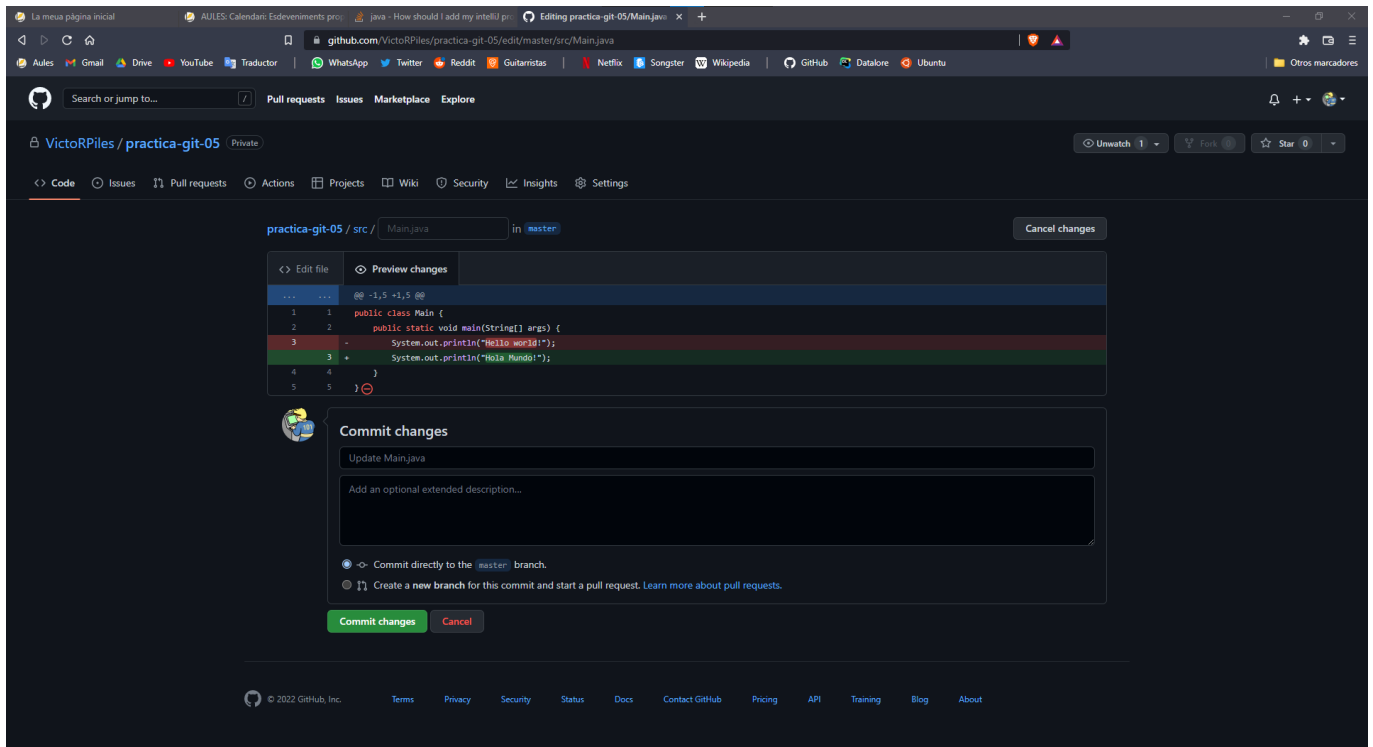 La meua página inicial AULES: Calendari: Esdeveniments prop java - How should I add my intelliJ pro Editing practica-git-05/Main.java
github.com/VictoRPiles/practica-git-05/edit/master/src/Main.java
Aules Gmail Drive YouTube Traductor WhatsApp Twitter Reddit Guitarristas Netflix Songster Wikipedia GitHub Datalore Ubuntu Otros marcadores
Search or jump to... / Pull requests Issues Marketplace Explore
VictoRPiles / practica-git-05 Private Unwatch 1 Fork 0 Star 0
Code Issues Pull requests Actions Projects Wiki Security Insights Settings
practica-git-05 / src / Main.java in master Cancel changes
<> Edit file Preview changes
... ... @@ -1,5 +1,5 @@
1 1 public class Main {
2 2 public static void main(String[] args) {
3 - System.out.println("Hello world!");
3 + System.out.println("Hola Mundo!");
4 4 }
5 5 }
101
Commit changes
Update Main.java
Add an optional extended description...
Commit directly to the master branch.
Create a new branch for this commit and start a pull request. Learn more about pull requests.
Commit changes Cancel
© 2022 GitHub, Inc. Terms Privacy Security Status Docs Contact GitHub Pricing API Training Blog About